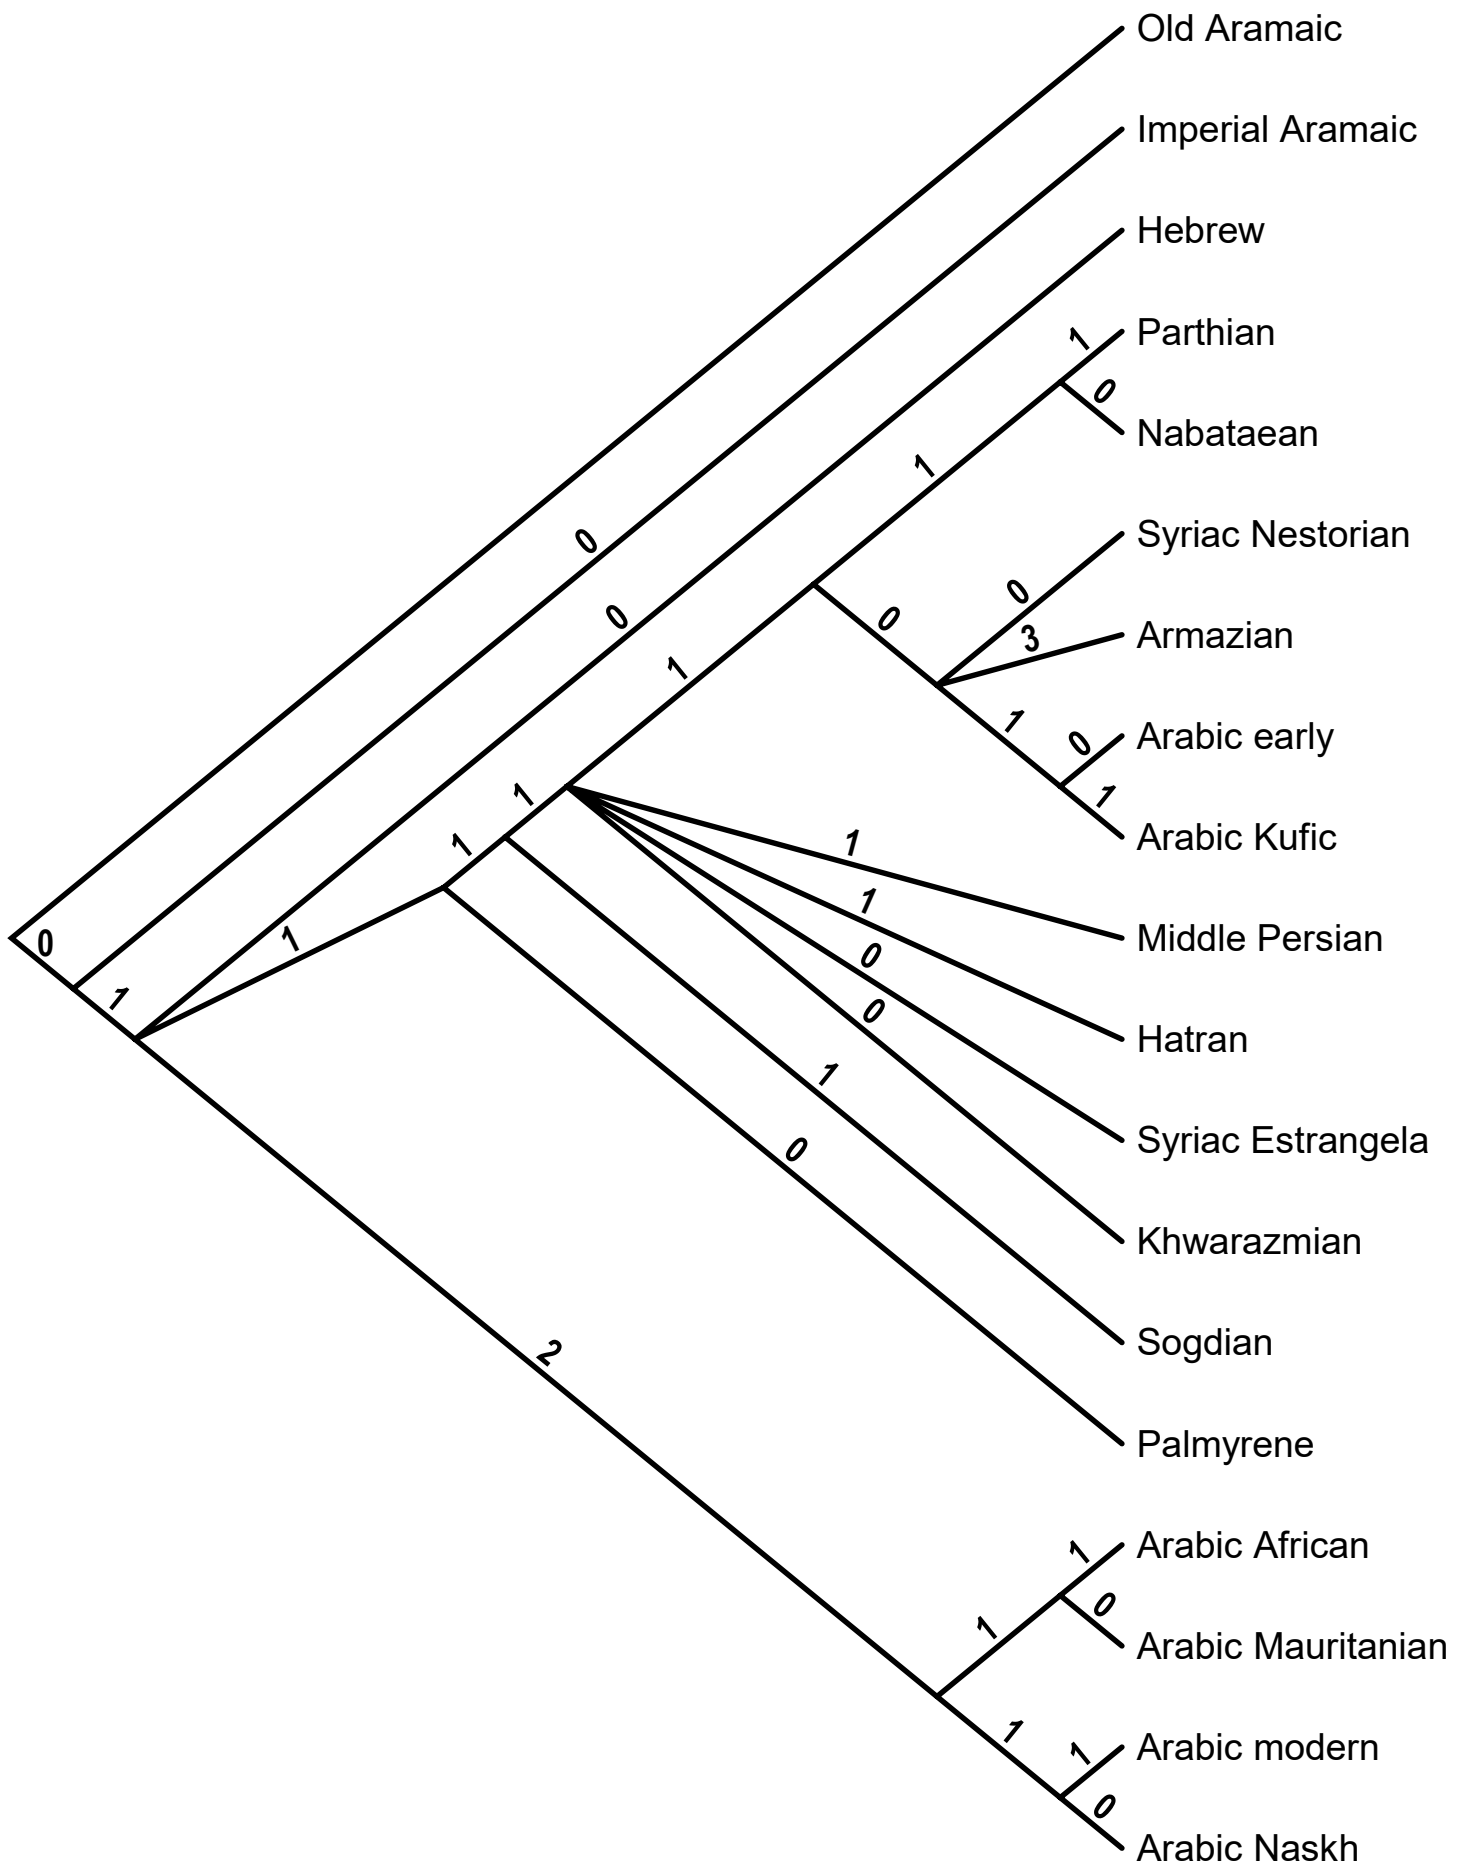 Old Aramaic
Imperial Aramaic
Hebrew
1 Parthian
0
Nabataean
1
Syriac Nestorian
0
0
0
0
3 Armazian
1
1
0 Arabic early
1
1
1
Arabic Kufic
1
1
1
Middle Persian
0
1
0
0
1
Hatran
1
Syriac Estrangela
0
Khwarazmian
Sogdian
2
Palmyrene
1 Arabic African
0
1
Arabic Mauritanian
1
1 Arabic modern
0
Arabic Naskh